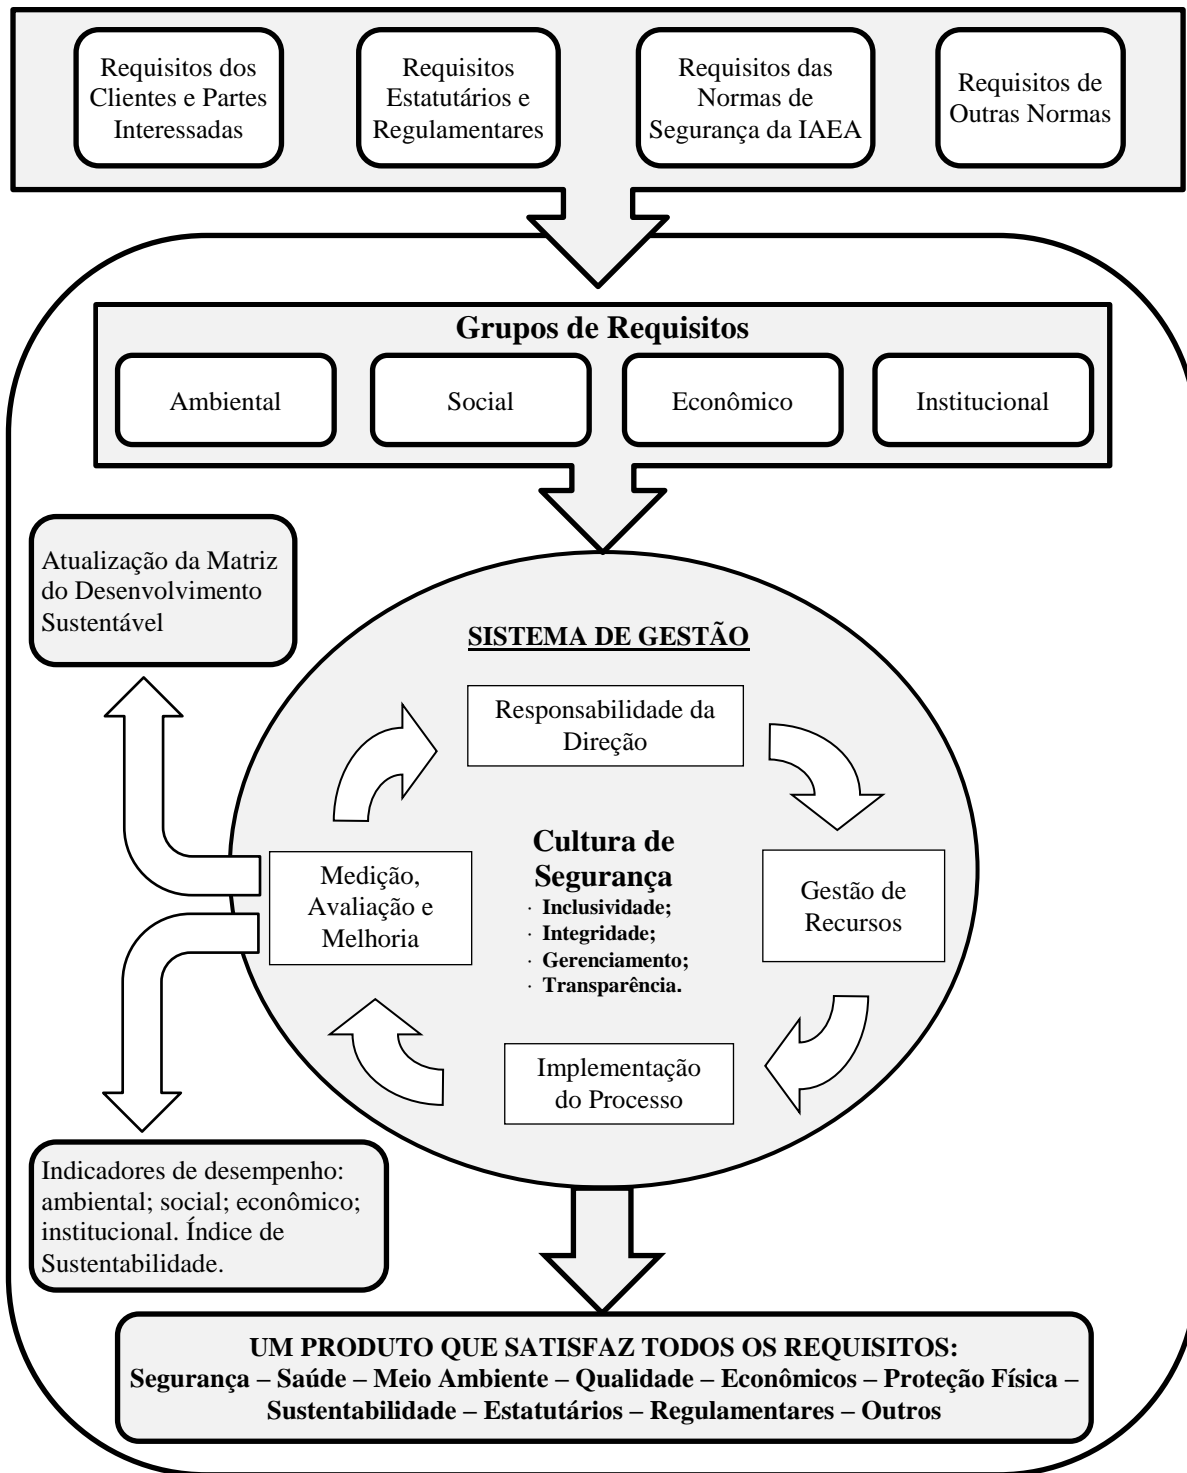 Requisitos dos
Clientes e Partes
Interessadas
Requisitos
Estatutários e
Regulamentares
Requisitos das
Normas de
Segurança da IAEA
Requisitos de
Outras Normas
Grupos de Requisitos
Ambiental
Social
Econômico
Institucional
Atualização da Matriz
do Desenvolvimento
Sustentável
SISTEMA DE GESTÃO
Responsabilidade da
Direção
Cultura de
Segurança
· Inclusividade;
· Integridade;
· Gerenciamento;
· Transparência.
Medição,
Avaliação e
Melhoria
Gestão de
Recursos
Implementação
do Processo
Indicadores de desempenho:
ambiental; social; econômico;
institucional. Índice de
Sustentabilidade.
UM PRODUTO QUE SATISFAZ TODOS OS REQUISITOS:
Segurança – Saúde – Meio Ambiente – Qualidade – Econômicos – Proteção Física –
Sustentabilidade – Estatutários – Regulamentares – Outros